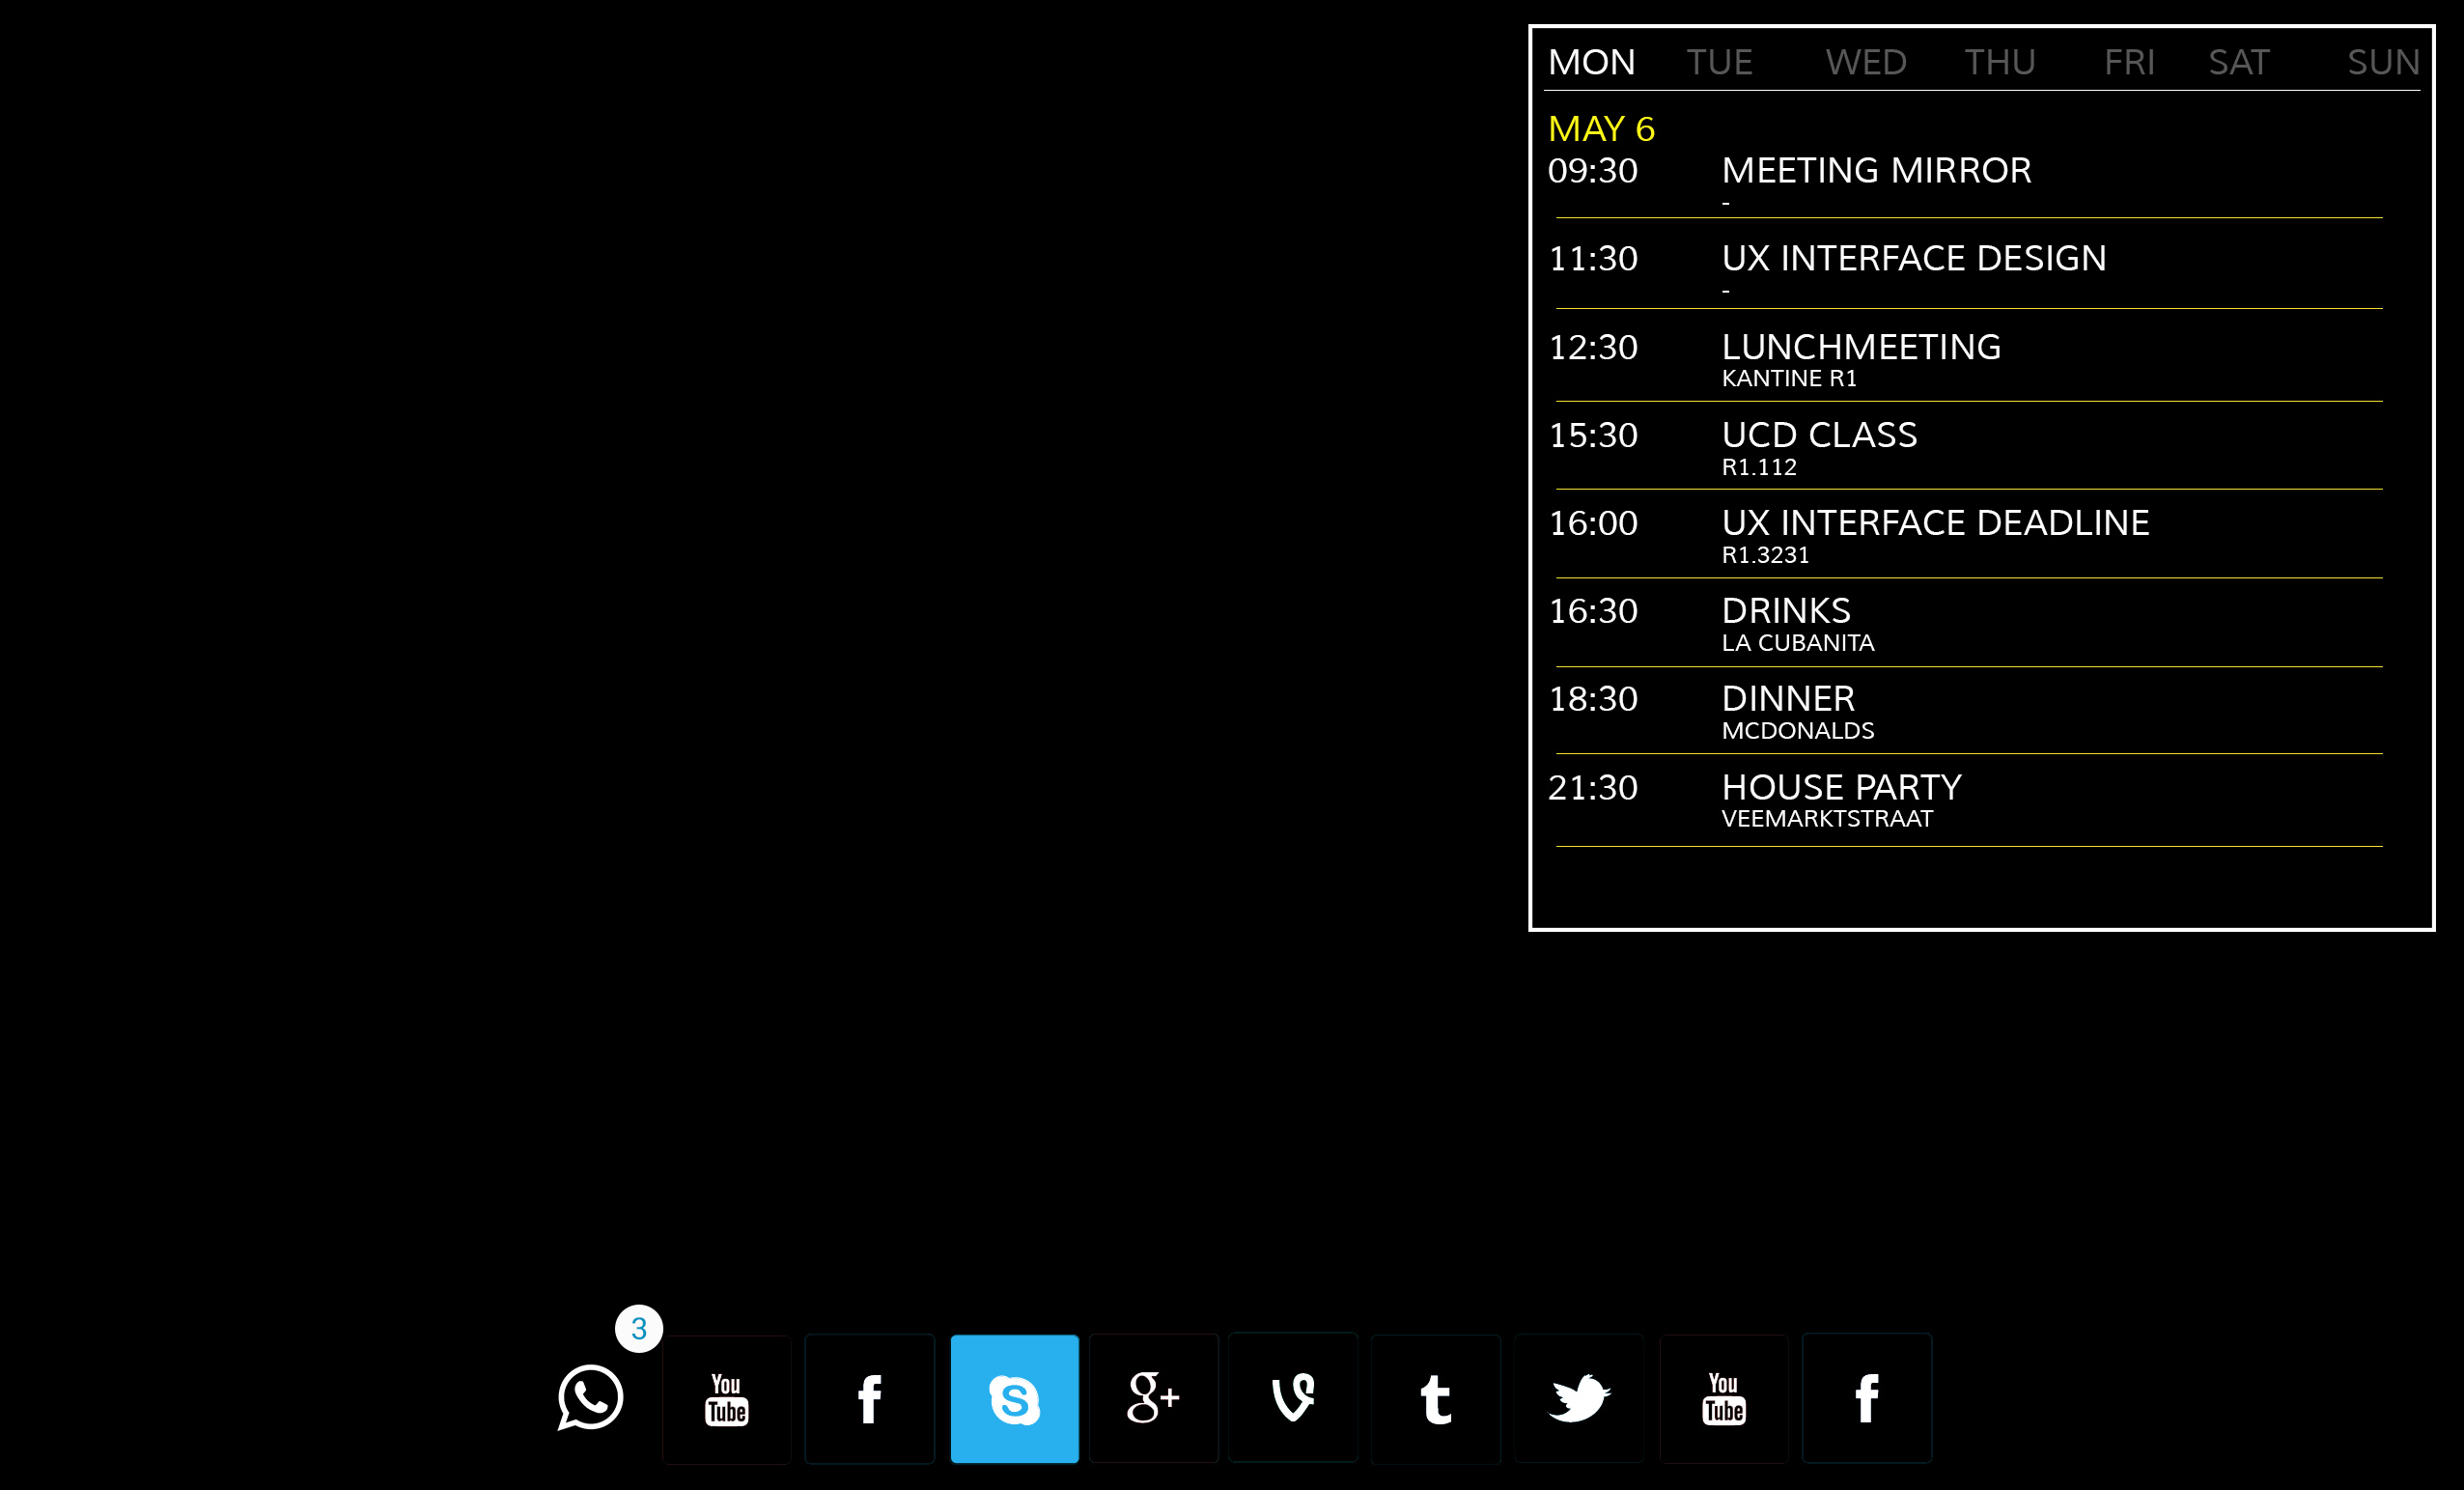 MON TUE WED THU FRI SAT SUN
MAY 6
09:30 MEETING MIRROR
-
11:30 UX INTERFACE DESIGN
-
12:30 LUNCHMEETING
KANTINE R1
15:30 UCD CLASS
R1.112
16:00 UX INTERFACE DEADLINE
R1.3231
16:30 DRINKS
LA CUBANITA
18:30 DINNER
MCDONALDS
21:30 HOUSE PARTY
VEEMARKTSTRAAT
3
You Tube f S g+ t You Tube f